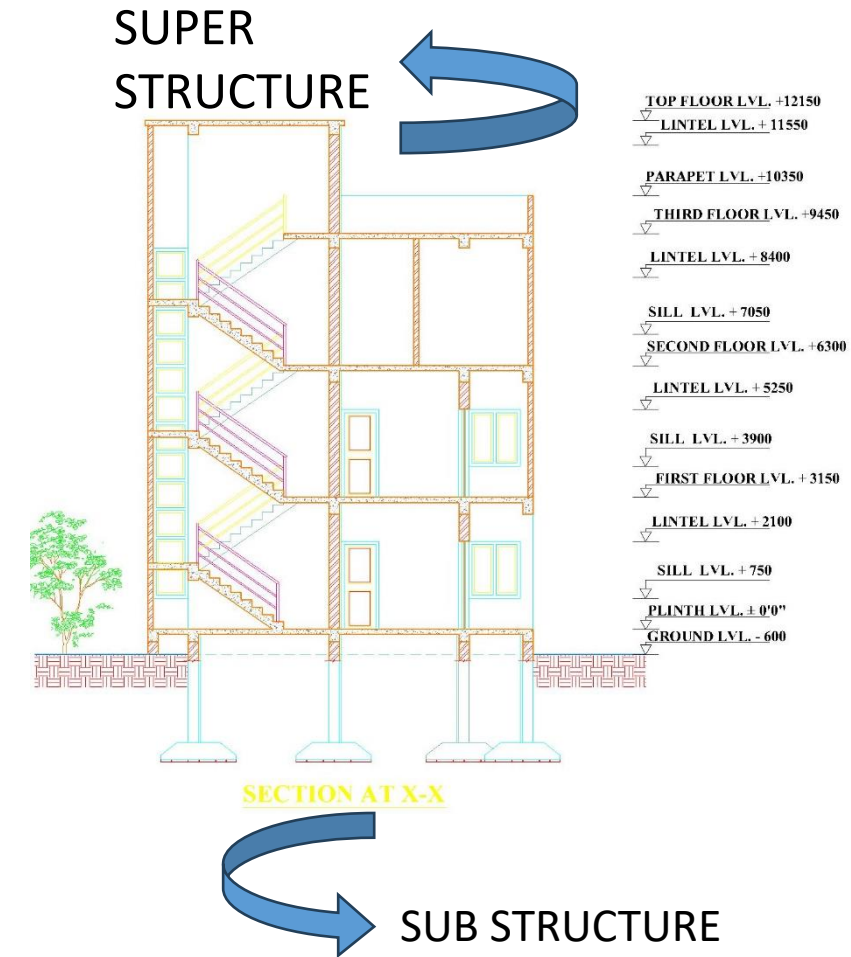 SUPER
STRUCTURE
TOP FLOOR LVL. +12150
LINTEL LVL. + 11550
PARAPET LVL. +10350
THIRD FLOOR LVL. +9450
LINTEL LVL. + 8400
SILL LVL. + 7050
SECOND FLOOR LVL. +6300
LINTEL LVL. + 5250
SILL LVL. + 3900
FIRST FLOOR LVL. + 3150
LINTEL LVL. + 2100
SILL LVL. + 750
PLINTH LVL. ± 0'0"
GROUND LVL. - 600
SECTION AT X-X
SUB STRUCTURE